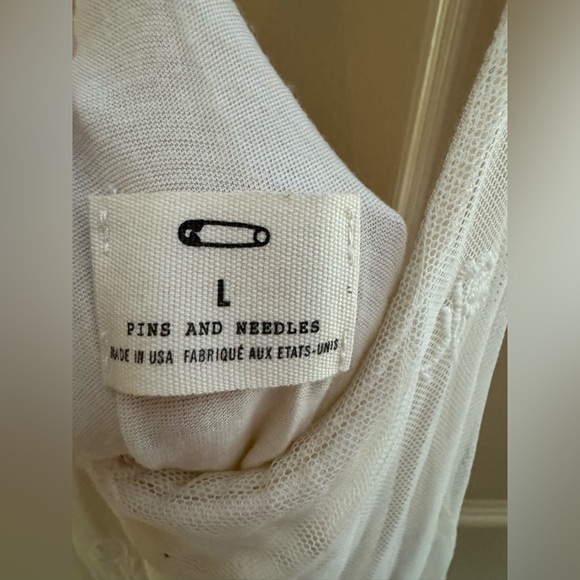 L
PINS AND NEEDLES
MADE IN USA FABRIQUÉ AUX ETATS-UNIS